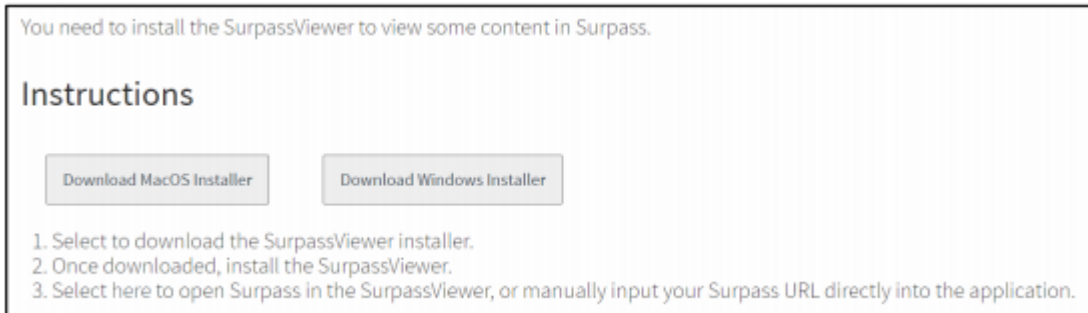 You need to install the SurpassViewer to view some content in Surpass.
Instructions
Download MacOS Installer
Download Windows Installer
1. Select to download the SurpassViewer installer.
2. Once downloaded, install the SurpassViewer.
3. Select here to open Surpass in the SurpassViewer, or manually input your Surpass URL directly into the application.